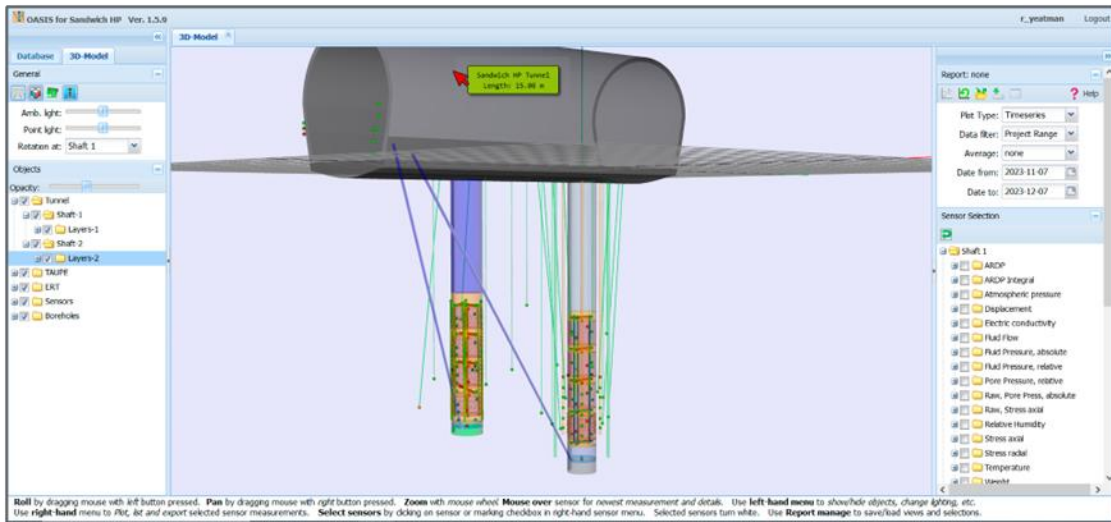 OASIS for Sandwich HP Ver. 1.5.0
r_yeatman Logout
3D-Model
Database 3D-Model
General
Amb. light:
Point light:
Rotation at: Shaft 1
Objects
Opacity:
Tunnel
Shaft-1
Layers-1
Shaft-2
Layers-2
TAUPE
ERT
Sensors
Boreholes
Sandwich HP Tunnel
Length: 15.00 m
Report: none
Help
Plot Type: Timeseries
Data filter: Project Range
Average: none
Date from: 2023-11-07
Date to: 2023-12-07
Sensor Selection
Shaft 1
ARDP
ARDP Integral
Atmospheric pressure
Displacement
Electric conductivity
Fluid Flow
Fluid Pressure, absolute
Fluid Pressure, relative
Pore Pressure, relative
Raw, Pore Press, absolute
Raw, Stress axial
Relative Humidity
Stress axial
Stress radial
Temperature
Weight
Roll by dragging mouse with left button pressed. Pan by dragging mouse with right button pressed. Zoom with mouse wheel. Mouse over sensor for newest measurement and details. Use left-hand menu to show/hide objects, change lighting, etc.
Use right-hand menu to Plot, list and export selected sensor measurements. Select sensors by clicking on sensor or marking checkbox in right-hand sensor menu. Selected sensors turn white. Use Report manage to save/load views and selections.